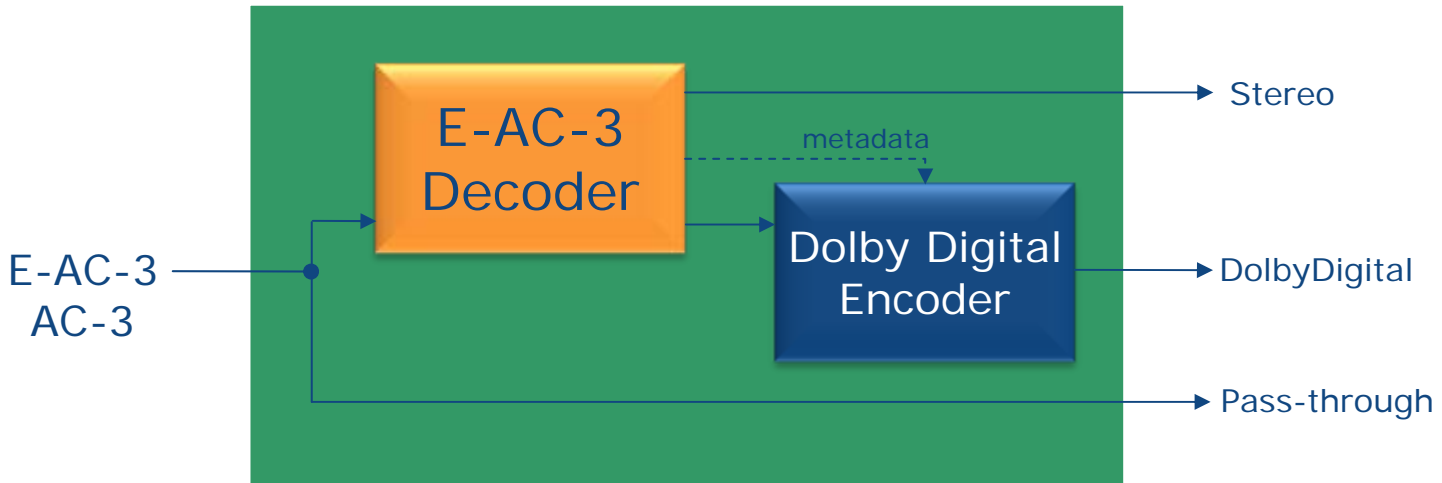 E-AC-3
AC-3
E-AC-3
Decoder
metadata
Dolby Digital
Encoder
Stereo
DolbyDigital
Pass-through